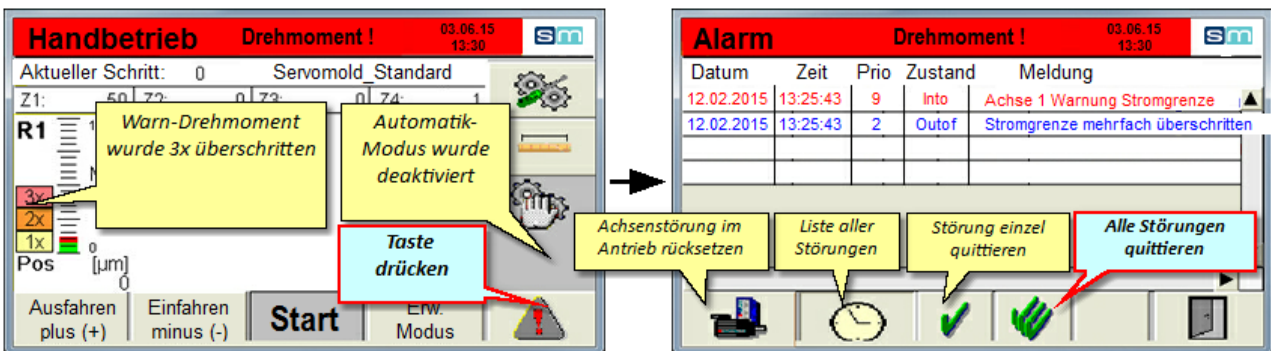 Handbetrieb Drehmoment ! 03.06.15
13:30
sm
Aktueller Schritt: 0 Servomold_Standard
Z1: 50 Z2: 0 Z3: 0 Z4: 1
R1
Warn-Drehmoment
wurde 3x überschritten
Automatik-
Modus wurde
deaktiviert
3x
2x
1x
0
Pos [µm]
0
Taste
drücken
Ausfahren
plus (+)
Einfahren
minus (-)
Start
Erw.
Modus
Alarm Drehmoment ! 03.06.15
13:30
sm
Datum Zeit Prio Zustand Meldung
12.02.2015 13:25:43 9 Into Achse 1 Warnung Stromgrenze
12.02.2015 13:25:43 2 Outof Stromgrenze mehrfach überschritten
Achsenstörung im
Antrieb rücksetzen
Liste aller
Störungen
Störung einzel
quittieren
Alle Störungen
quittieren